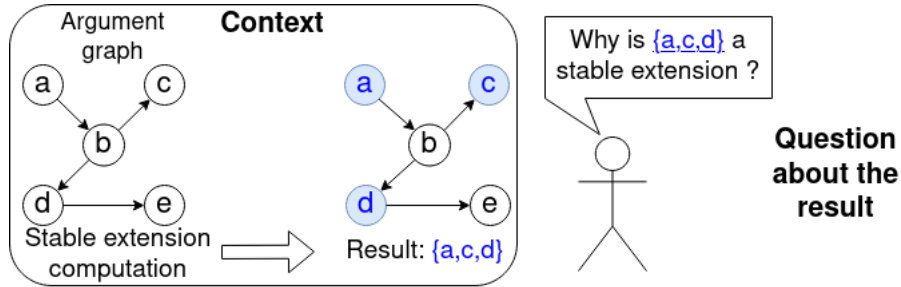 Context
Argument
graph
a
c
b
d
e
Stable extension
computation
a
c
b
d
e
Result: {a,c,d}
Why is {a,c,d} a
stable extension ?
Question
about the
result